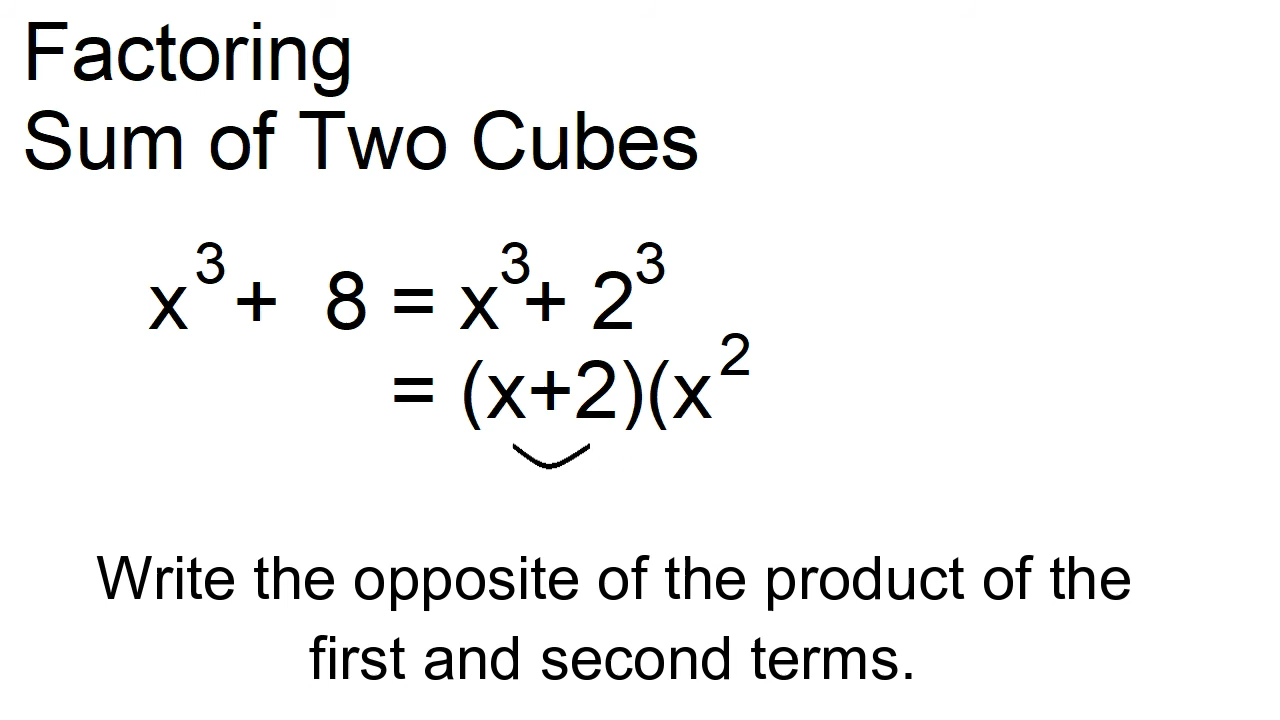 Factoring
Sum of Two Cubes
x³ + 8 = x³ + 2³
= (x+2)(x²
Write the opposite of the product of the
first and second terms.